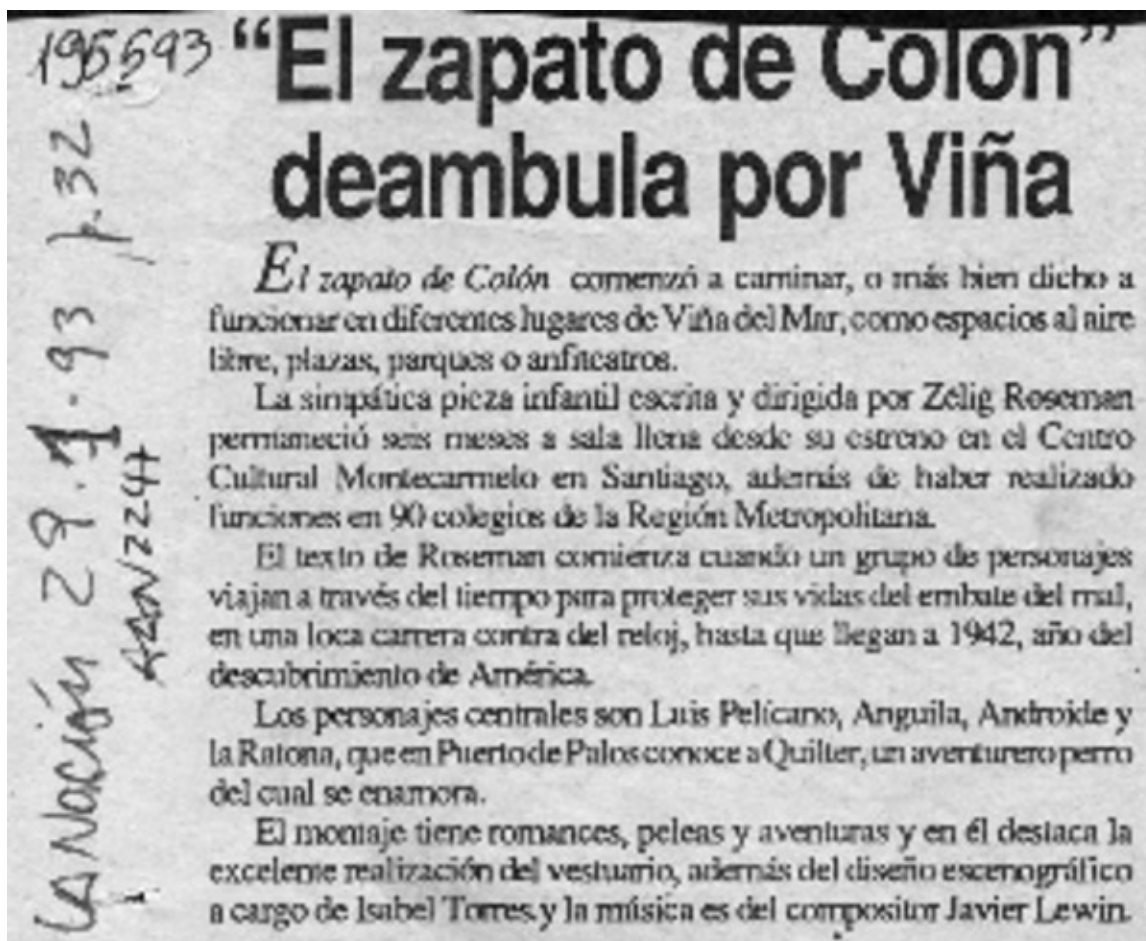 195593
"El zapato de Colón"
deambula por Viña
El zapato de Colón comenzó a caminar, o más bien dicho a
funcionar en diferentes lugares de Viña del Mar, como espacios al aire
libre, plazas, parques o anfiteatros.
La simpática pieza infantil escrita y dirigida por Zélig Roseman
permaneció seis meses a sala llena desde su estreno en el Centro
Cultural Montecarmelo en Santiago, además de haber realizado
funciones en 90 colegios de la Región Metropolitana.
El texto de Roseman comienza cuando un grupo de personajes
viajan a través del tiempo para proteger sus vidas del embate del mal,
en una loca carrera contra del reloj, hasta que llegan a 1942, año del
descubrimiento de América.
Los personajes centrales son Luis Pelícano, Anguila, Androide y
la Ratona, que en Puerto de Palos conoce a Quilter, un aventurero perro
del cual se enamora.
El montaje tiene romances, peleas y aventuras y en él destaca la
excelente realización del vestuario, además del diseño escenográfico
a cargo de Isabel Torres y la música es del compositor Javier Lewin.
La Nación 29.1.93 p.32